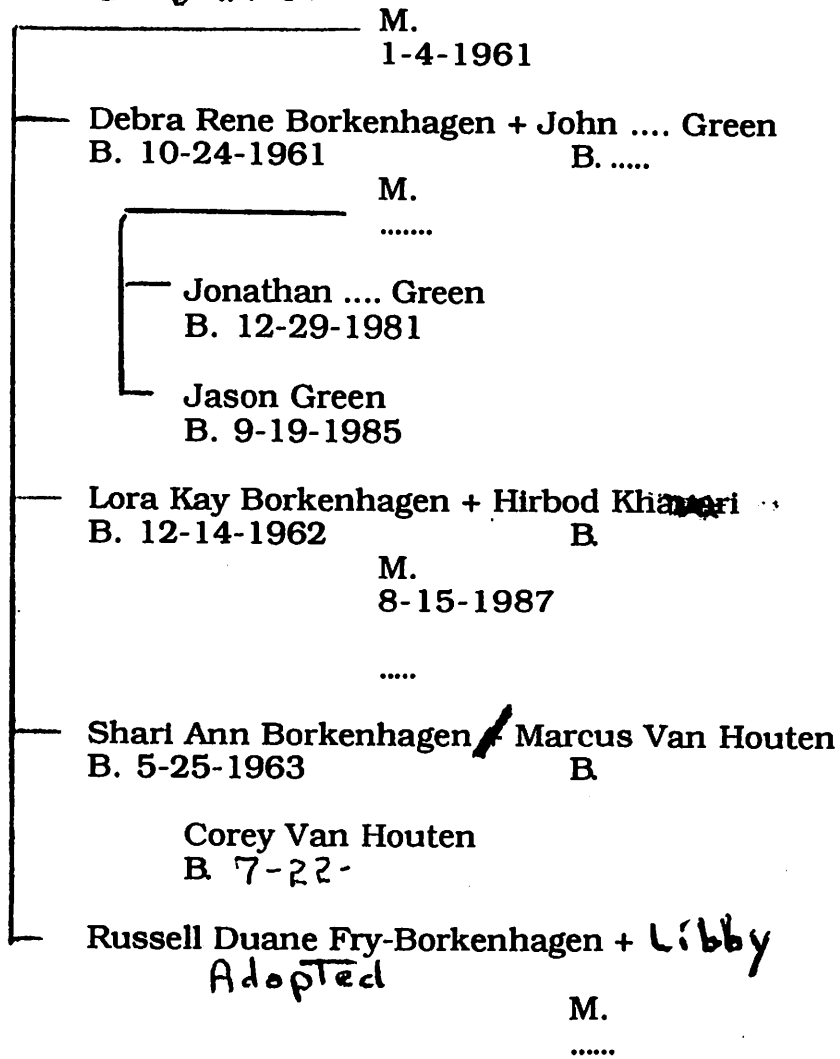 M.
1-4-1961
Debra Rene Borkenhagen + John .... Green
B. 10-24-1961 B. .....
M.
.......
Jonathan .... Green
B. 12-29-1981
Jason Green
B. 9-19-1985
Lora Kay Borkenhagen + Hirbod
B. 12-14-1962 B.
M.
8-15-1987
.....
Shari Ann Borkenhagen Marcus Van Houten
B. 5-25-1963 B.
Corey Van Houten
B. 7-22-
Russell Duane Fry-Borkenhagen + Libby
Adopted
M.
......